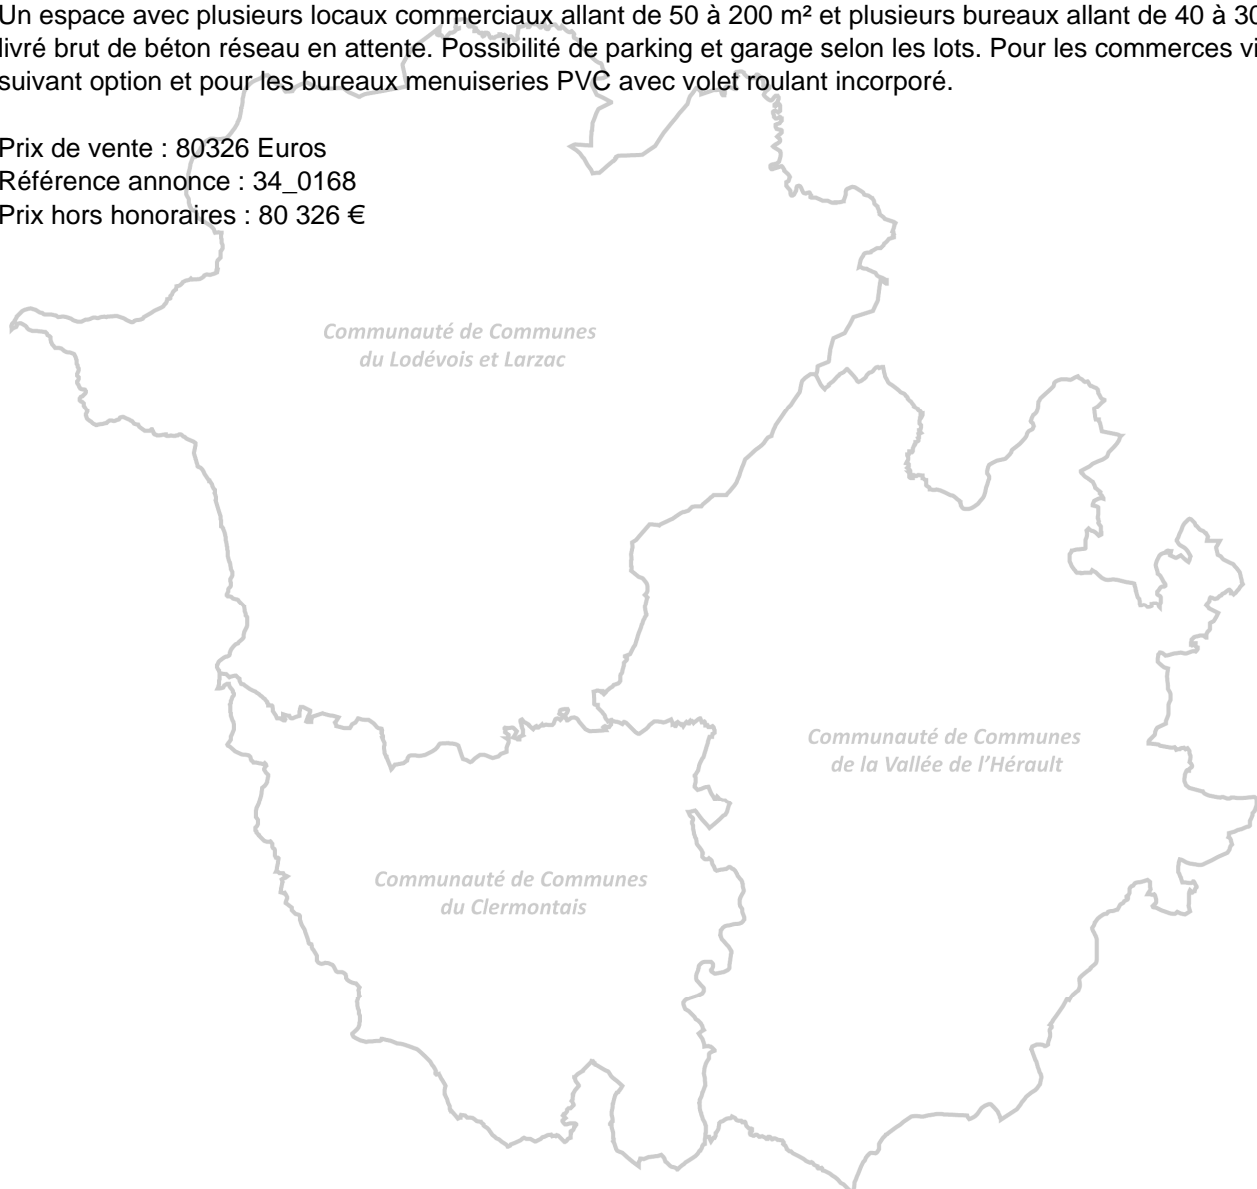 Un espace avec plusieurs locaux commerciaux allant de 50 à 200 m² et plusieurs bureaux allant de 40 à
livré brut de béton réseau en attente. Possibilité de parking et garage selon les lots. Pour les commerces
suivant option et pour les bureaux menuiseries PVC avec volet roulant incorporé.
Prix de vente : 80326 Euros
Référence annonce : 34_0168
Prix hors honoraires : 80 326 €
Communauté de Communes
du Lodévois et Larzac
Communauté de Communes
de la Vallée de l'Hérault
Communauté de Communes
du Clermontais